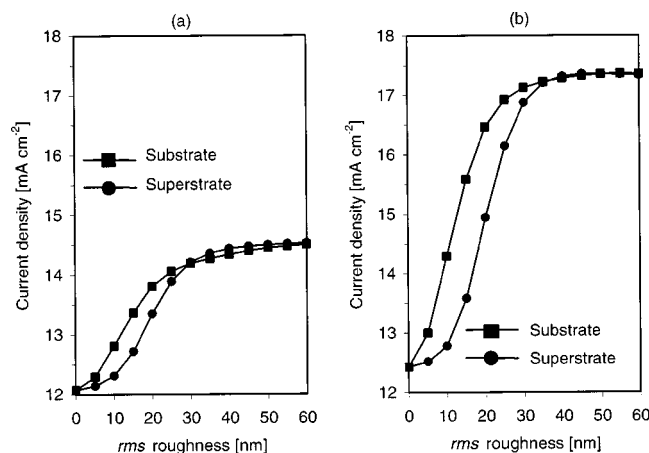 (a)
18
17
16
15
14
13
12
Current density [mA cm-2]
Substrate
Superstrate
0 10 20 30 40 50 60
rms roughness [nm]
(b)
18
17
16
15
14
13
12
Current density [mA cm-2]
Substrate
Superstrate
0 10 20 30 40 50 60
rms roughness [nm]